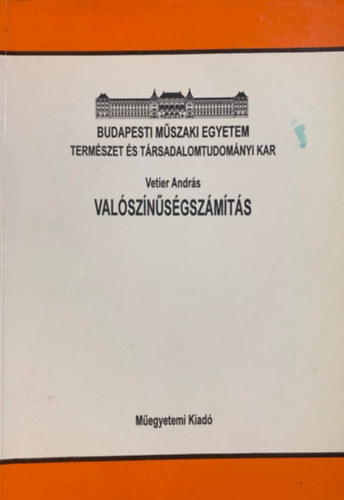 BUDAPESTI MŰSZAKI EGYETEM
TERMÉSZET ÉS TÁRSADALOMTUDOMÁNYI KAR
Vetier András
VALÓSZÍNŰSÉGSZÁMÍTÁS
Műegyetemi Kiadó